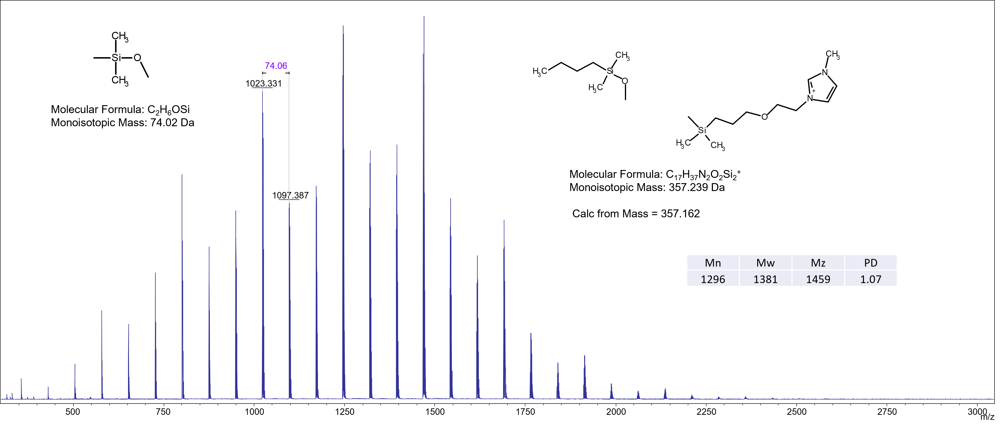 CH3
Si
O
CH3
Molecular Formula: C2H6OSi
Monoisotopic Mass: 74.02 Da
74.06
1023.331
1097.387
H3C
CH3
Si
H3C
O
CH3
N
+
N
O
Si
H3C
CH3
Molecular Formula: C17H37N2O2Si2+
Monoisotopic Mass: 357.239 Da
Calc from Mass = 357.162
Mn Mw Mz PD
1296 1381 1459 1.07
500 750 1000 1250 1500 1750 2000 2250 2500 2750 3000
m/z